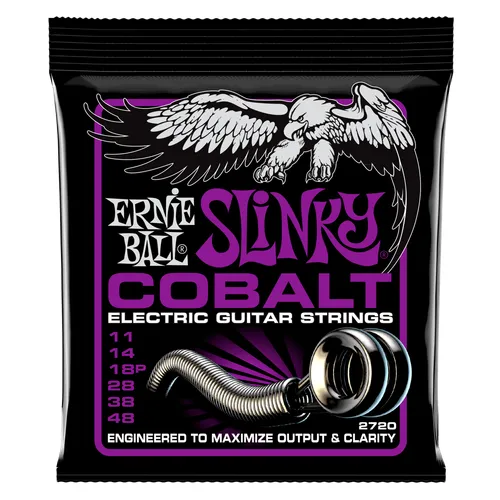 ERNIE BALL®
SLINKY®
COBALT
ELECTRIC GUITAR STRINGS
11
14
18P
28
38
48
2720
ENGINEERED TO MAXIMIZE OUTPUT & CLARITY